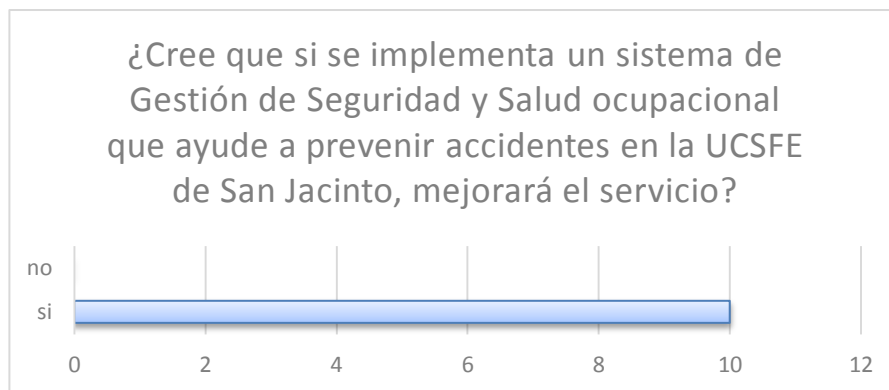 ¿Cree que si se implementa un sistema de
Gestión de Seguridad y Salud ocupacional
que ayude a prevenir accidentes en la UCSFE
de San Jacinto, mejorará el servicio?
no
si
0 2 4 6 8 10 12